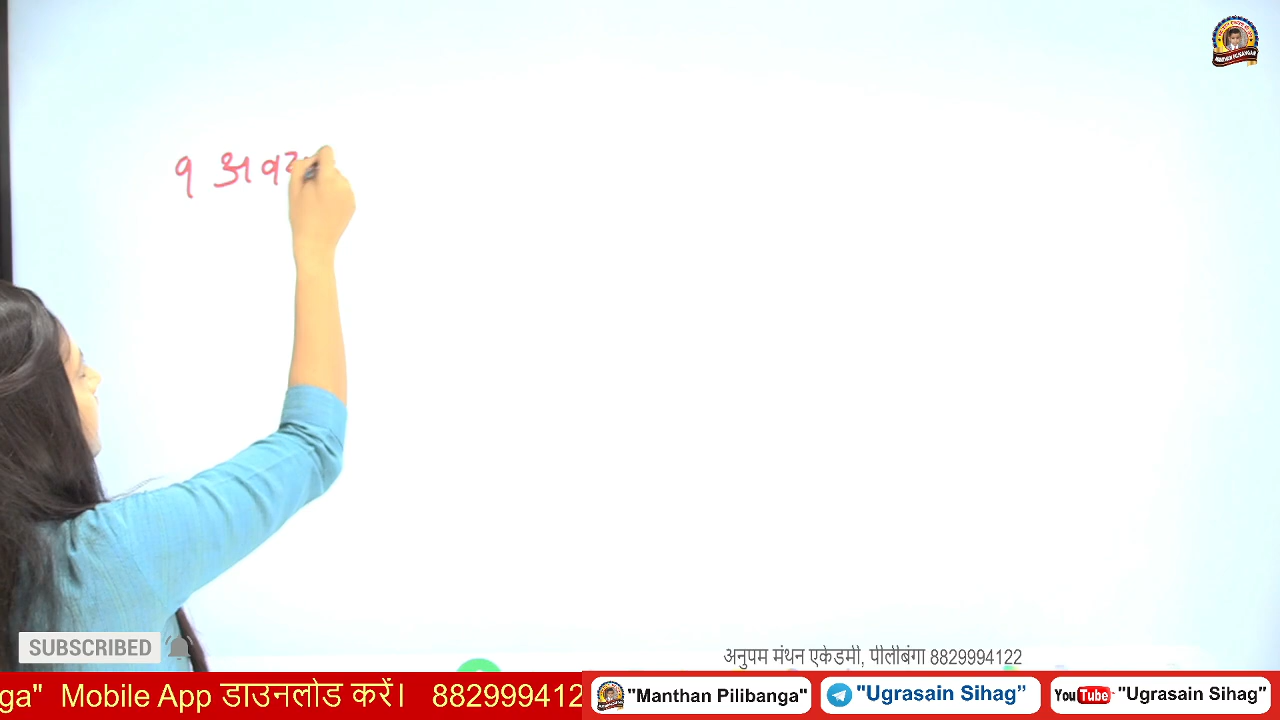 १ अवय
SUBSCRIBED
अनुपम मंथन एकेडमी, पीलीबंगा 8829994122
ga" Mobile App डाउनलोड करें। 882999412
"Manthan Pilibanga"
"Ugrasain Sihag”
YouTube -"Ugrasain Sihag"